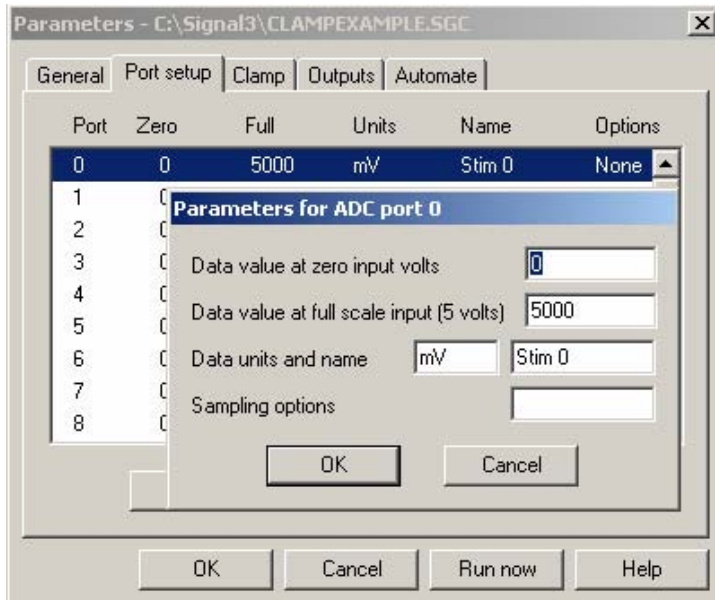 Parameters - C:\Signal3\CLAMPEXAMPLE.SGC
General Port setup Clamp Outputs Automate
Port Zero Full Units Name Options
0 0 5000 mV Stim 0 None
1
2
3
4
5
6
7
8
Parameters for ADC port 0
Data value at zero input volts 0
Data value at full scale input (5 volts) 5000
Data units and name mV Stim 0
Sampling options
OK Cancel
OK Cancel Run now Help